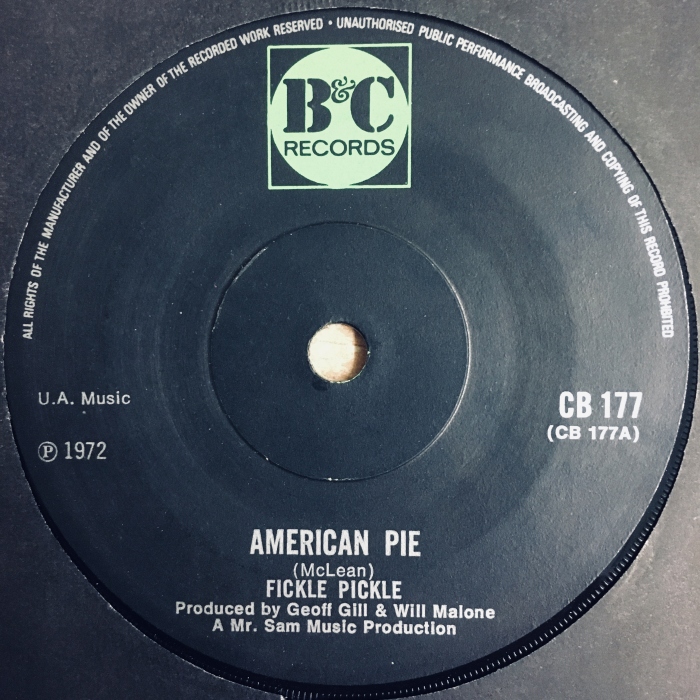 ALL RIGHTS OF THE MANUFACTURER AND OF THE OWNER OF THE RECORDED WORK RESERVED • UNAUTHORISED PUBLIC PERFORMANCE BROADCASTING AND COPYING OF THIS RECORD PROHIBITED
B&C
RECORDS
U.A. Music
℗ 1972
CB 177
(CB 177A)
AMERICAN PIE
(McLean)
FICKLE PICKLE
Produced by Geoff Gill & Will Malone
A Mr. Sam Music Production